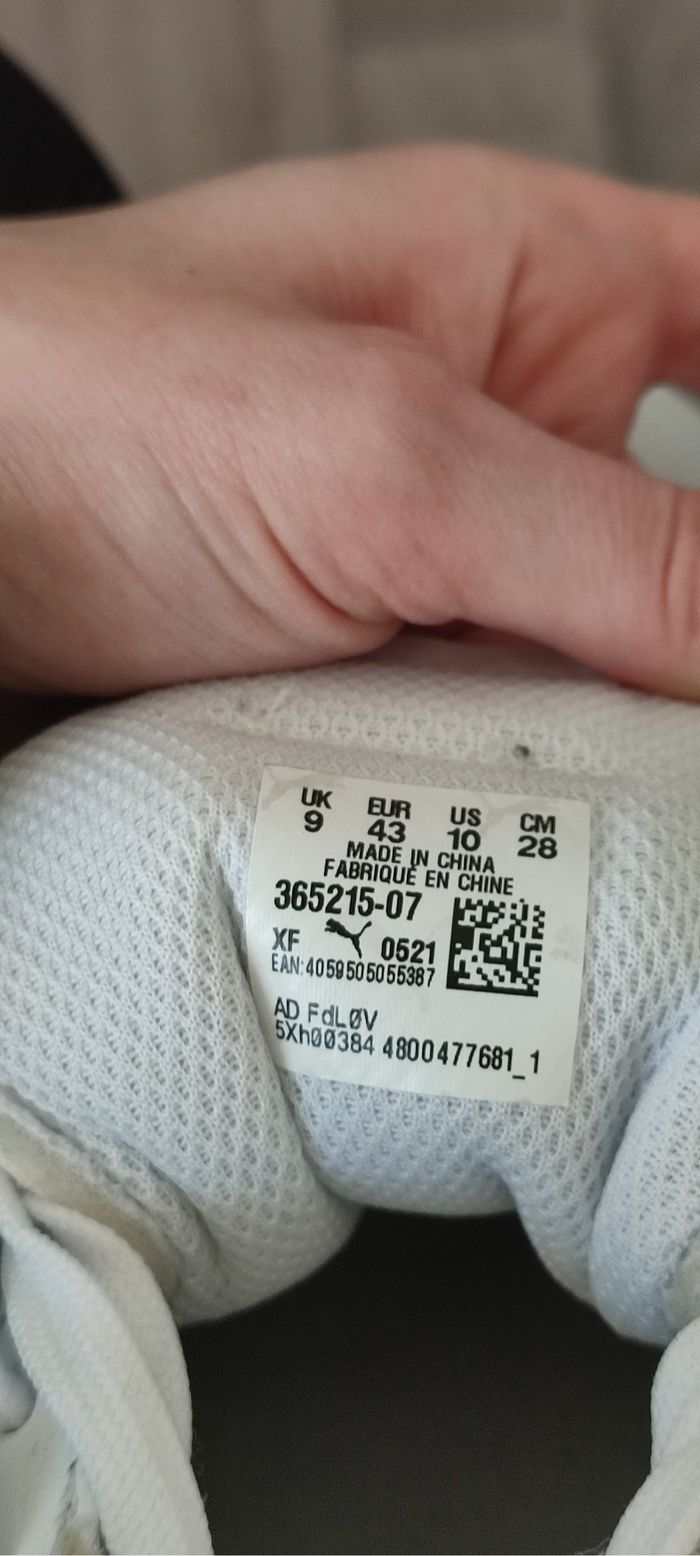 UK EUR US CM
9 43 10 28
MADE IN CHINA
FABRIQUÉ EN CHINE
365215-07
XF 0521
EAN:4059505055387
AD FdLØV
5Xh00384 4800477681_1